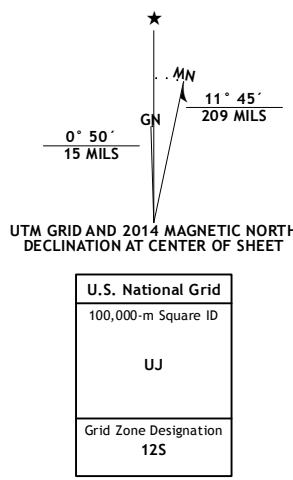 ★
MN
GN
11° 45´
209 MILS
0° 50´
15 MILS
UTM GRID AND 2014 MAGNETIC NORTH
DECLINATION AT CENTER OF SHEET
U.S. National Grid
100,000-m Square ID
UJ
Grid Zone Designation
12S